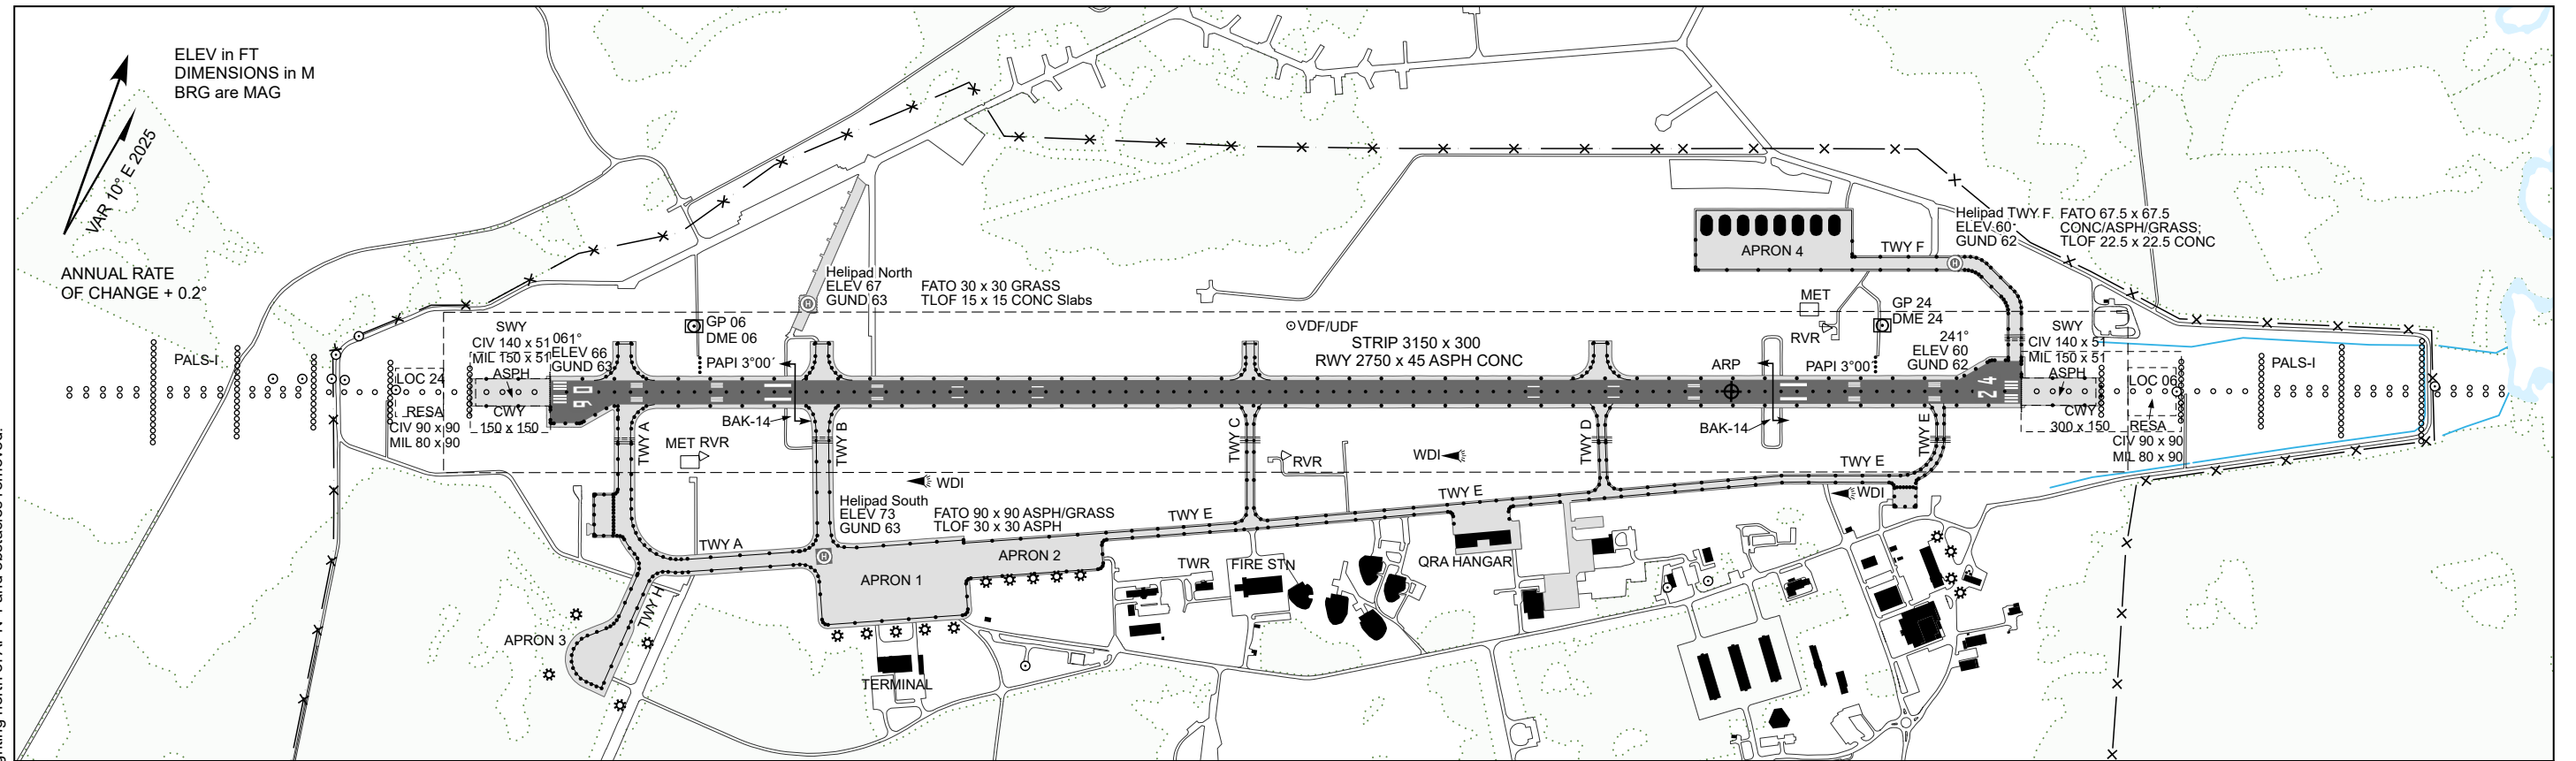 ELEV in FT
DIMENSIONS in M
BRG are MAG
VAR 10° E 2025
ANNUAL RATE
OF CHANGE + 0.2°
Helipad North
ELEV 67
GUND 63
FATO 30 x 30 GRASS
TLOF 15 x 15 CONC Slabs
APRON 4
TWY F
Helipad TWY F
ELEV 60
GUND 62
FATO 67.5 x 67.5
CONC/ASPH/GRASS;
TLOF 22.5 x 22.5 CONC
PALS-I
SWY
CIV 140 x 51
MIL 150 x 51
ASPH
061°
ELEV 66
GUND 63
GP 06
DME 06
PAPI 3°00´
VDF/UDF
STRIP 3150 x 300
RWY 2750 x 45 ASPH CONC
ARP
MET
RVR
GP 24
DME 24
PAPI 3°00´
241°
ELEV 60
GUND 62
SWY
CIV 140 x 51
MIL 150 x 51
ASPH
PALS-I
LOC 24
RESA
CIV 90 x 90
MIL 80 x 90
CWY
150 x 150
06
24
LOC 06
CWY
300 x 150
RESA
CIV 90 x 90
MIL 80 x 90
TWY A
MET RVR
BAK-14
TWY B
TWY C
RVR
WDI
TWY D
BAK-14
TWY E
TWY E
WDI
WDI
Helipad South
ELEV 73
GUND 63
FATO 90 x 90 ASPH/GRASS
TLOF 30 x 30 ASPH
TWY E
TWY E
TWY A
APRON 1
APRON 2
TWR
FIRE STN
QRA HANGAR
TWY H
APRON 3
TERMINAL